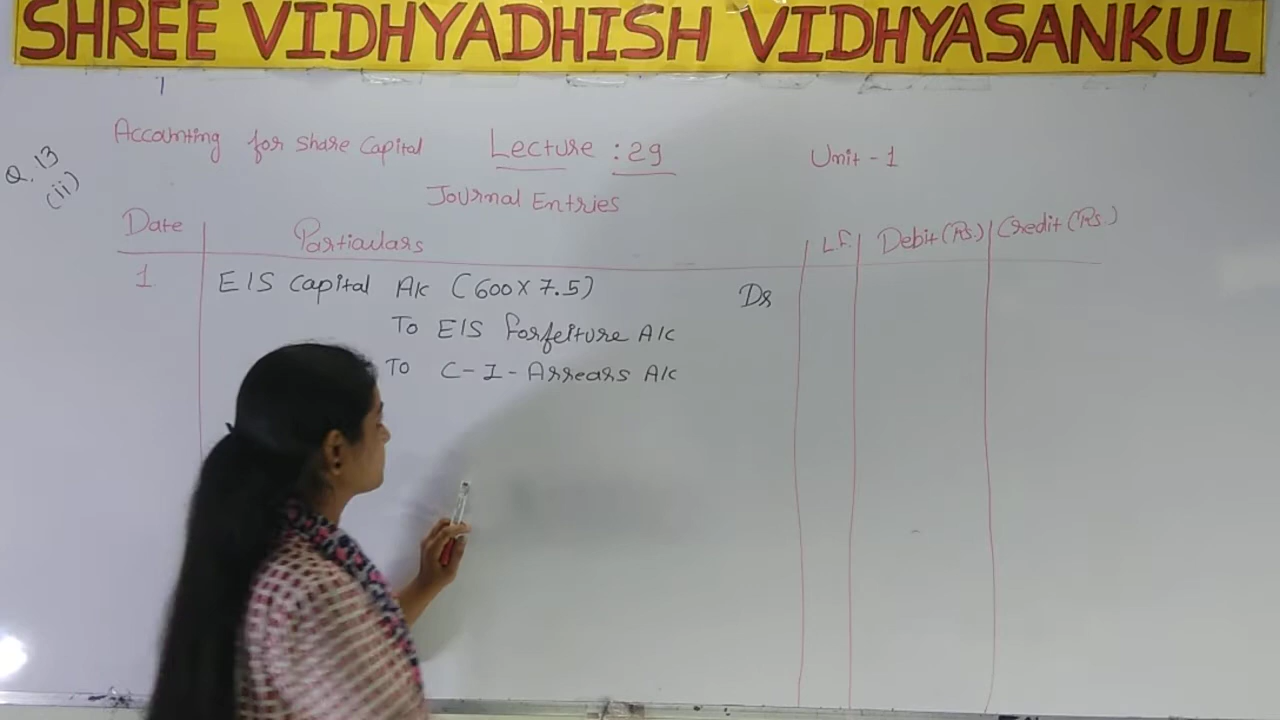 SHREE VIDHYADHISH VIDHYASANKUL
Accounting for Share Capital Lecture : 29 Unit - 1
Q. 13
(ii)
Journal Entries
Date Particulars L.F. Debit (Rs.) Credit (Rs.)
1 E/S Capital A/c (600 X 7.5) Dr
To E/S Forfeiture A/c
To C-I-Arrears A/c